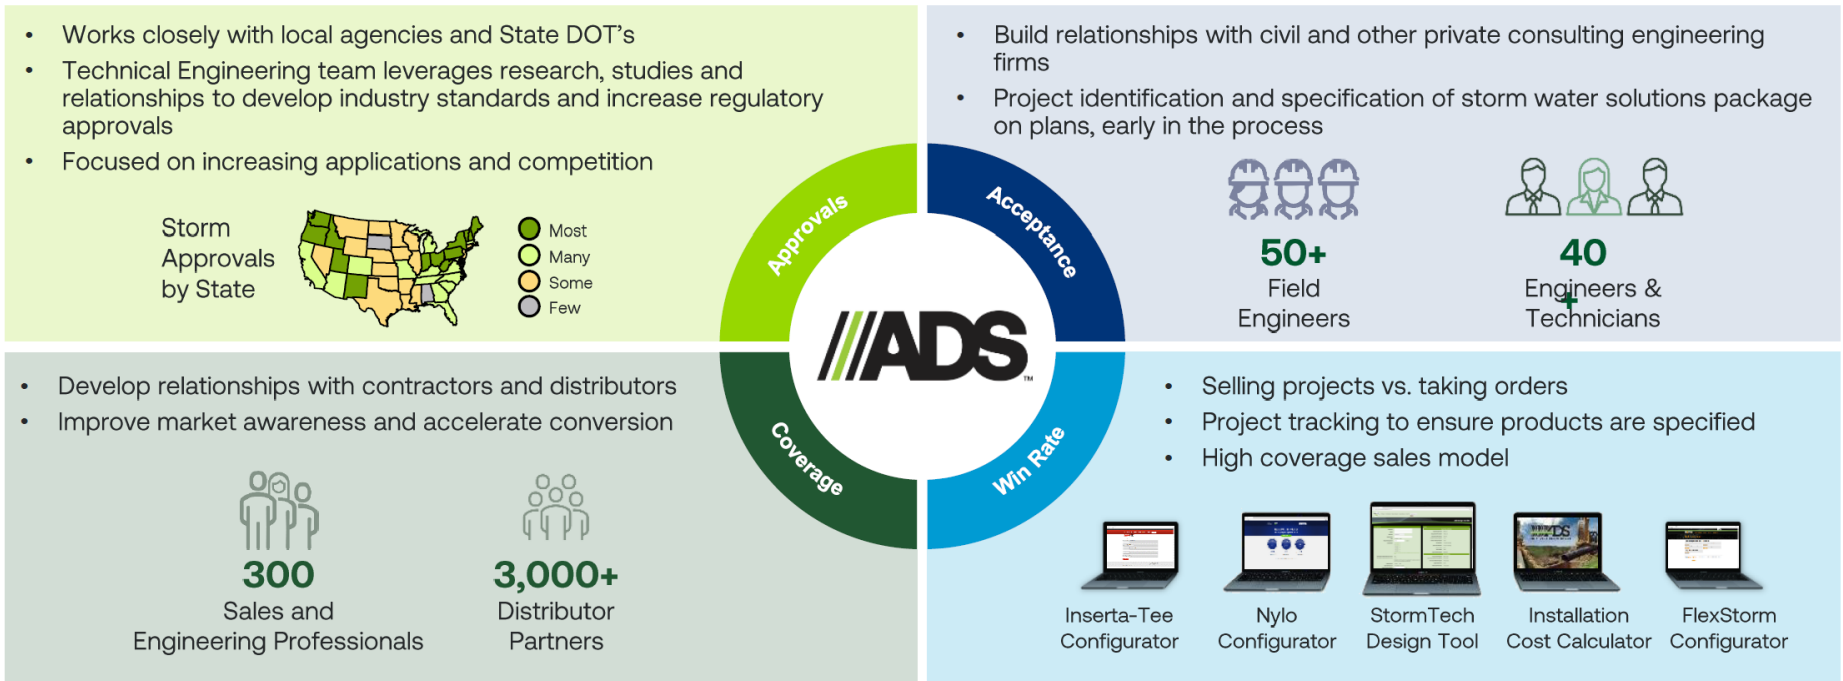 • Works closely with local agencies and State DOT’s
• Technical Engineering team leverages research, studies and
relationships to develop industry standards and increase regulatory
approvals
• Focused on increasing applications and competition
Storm
Approvals
by State
Most
Many
Some
Few
Approvals
• Build relationships with civil and other private consulting engineering
firms
• Project identification and specification of storm water solutions package
on plans, early in the process
50+
Field
Engineers
40
+
Engineers &
Technicians
Acceptance
ADS™
• Develop relationships with contractors and distributors
• Improve market awareness and accelerate conversion
300
Sales and
Engineering Professionals
3,000+
Distributor
Partners
Coverage
Win Rate
• Selling projects vs. taking orders
• Project tracking to ensure products are specified
• High coverage sales model
Inserta-Tee
Configurator
Nylo
Configurator
StormTech
Design Tool
Installation
Cost Calculator
FlexStorm
Configurator